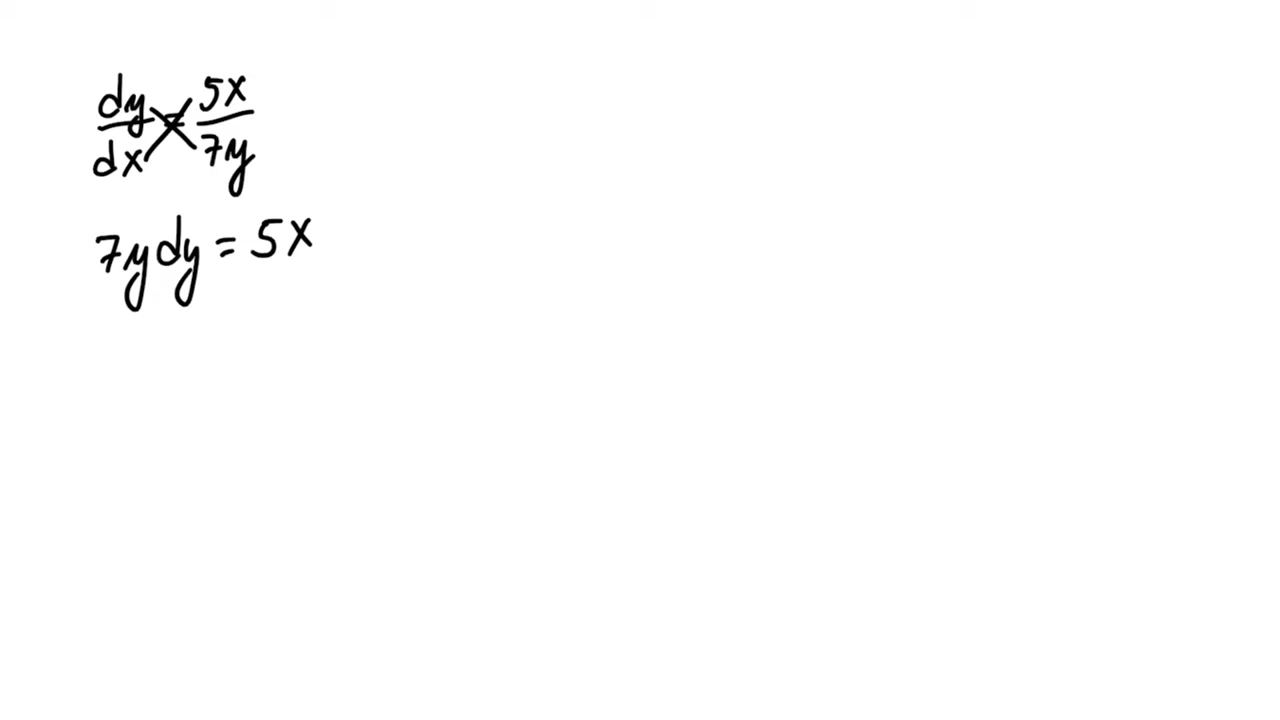 dy/dx = 5x/7y
7y dy = 5x